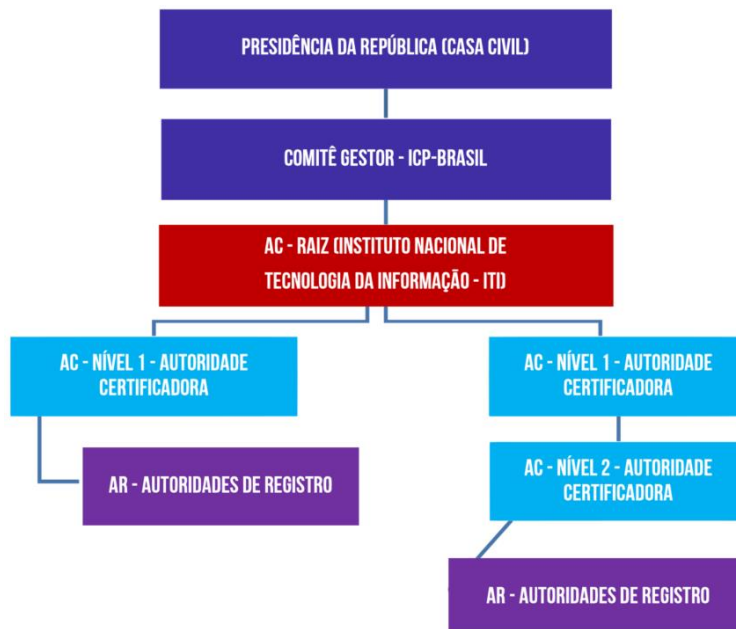 PRESIDÊNCIA DA REPÚBLICA (CASA CIVIL)
COMITÊ GESTOR - ICP-BRASIL
AC - RAIZ (INSTITUTO NACIONAL DE
TECNOLOGIA DA INFORMAÇÃO - ITI)
AC - NÍVEL 1 - AUTORIDADE
CERTIFICADORA
AC - NÍVEL 1 - AUTORIDADE
CERTIFICADORA
AR - AUTORIDADES DE REGISTRO
AC - NÍVEL 2 - AUTORIDADE
CERTIFICADORA
AR - AUTORIDADES DE REGISTRO